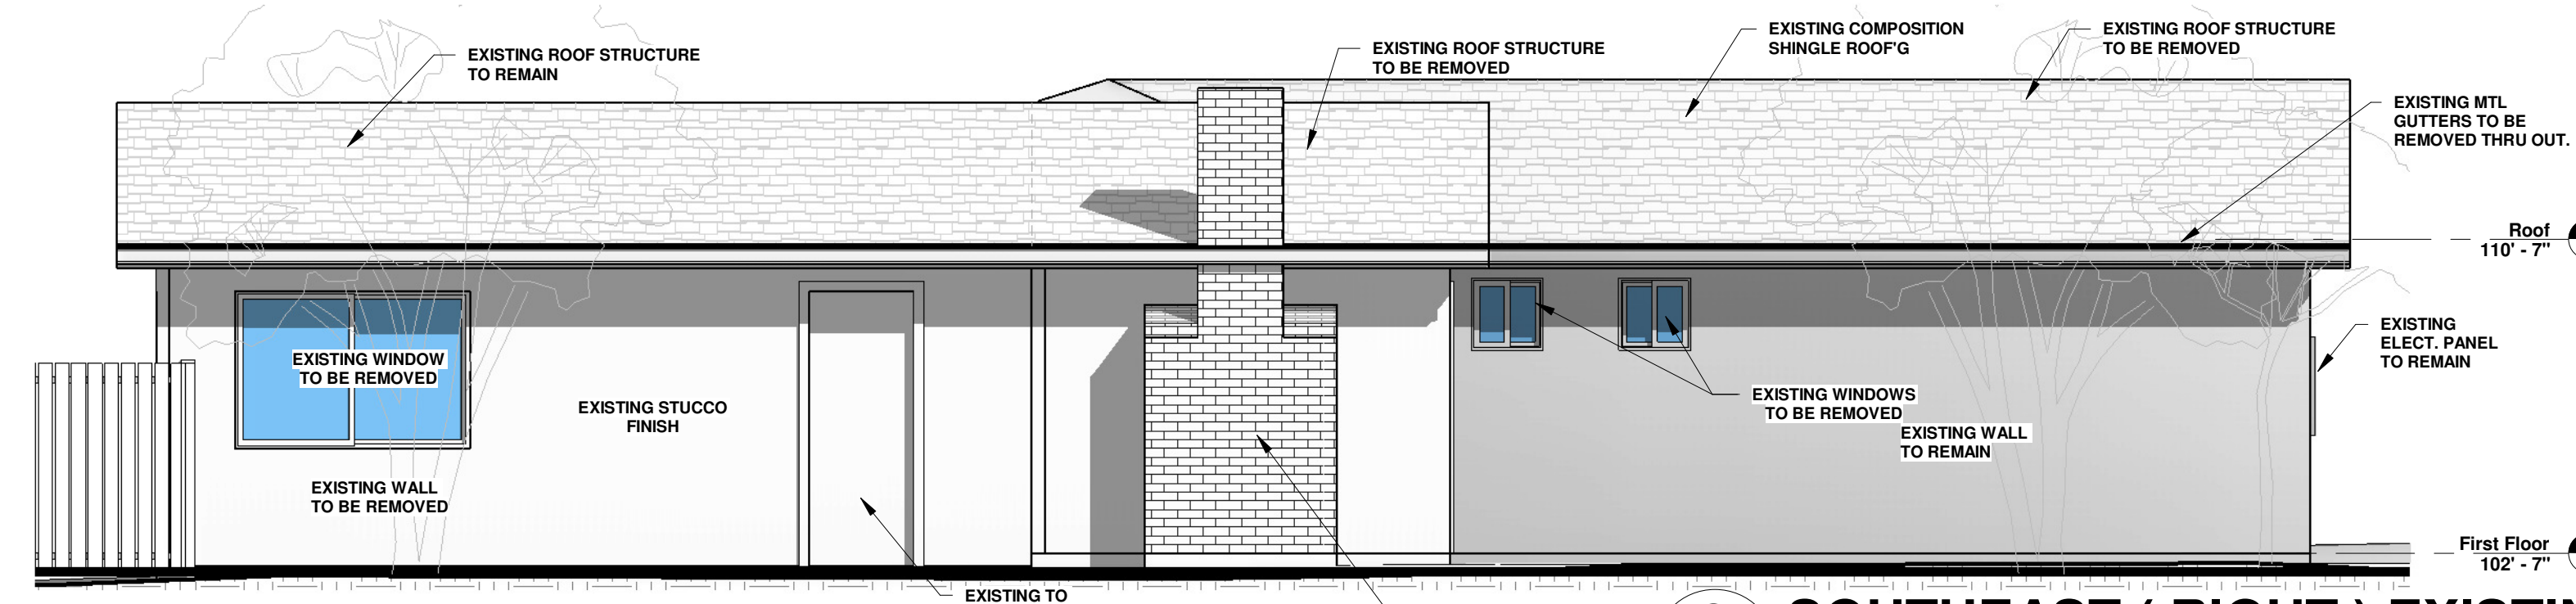 EXISTING ROOF STRUCTURE
TO REMAIN
EXISTING ROOF STRUCTURE
TO BE REMOVED
EXISTING COMPOSITION
SHINGLE ROOF'G
EXISTING ROOF STRUCTURE
TO BE REMOVED
EXISTING MTL
GUTTERS TO BE
REMOVED THRU OUT.
Roof
110' - 7"
EXISTING WINDOW
TO BE REMOVED
EXISTING STUCCO
FINISH
EXISTING WALL
TO BE REMOVED
EXISTING WINDOWS
TO BE REMOVED
EXISTING WALL
TO REMAIN
EXISTING
ELECT. PANEL
TO REMAIN
First Floor
102' - 7"
EXISTING TO
SOUTHEAST ( RIGHT ) EXISTI